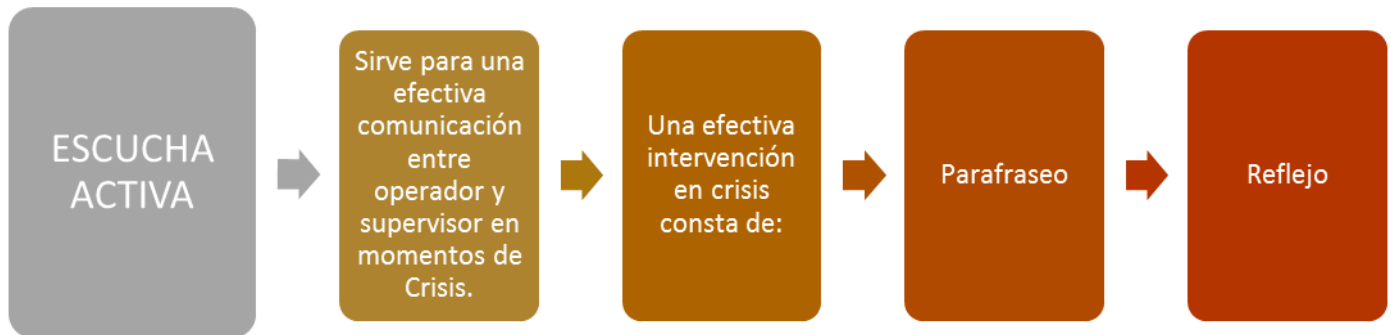 ESCUCHA
ACTIVA
Sirve para una
efectiva
comunicación
entre
operador y
supervisor en
momentos de
Crisis.
Una efectiva
intervención
en crisis
consta de:
Parafraseo
Reflejo